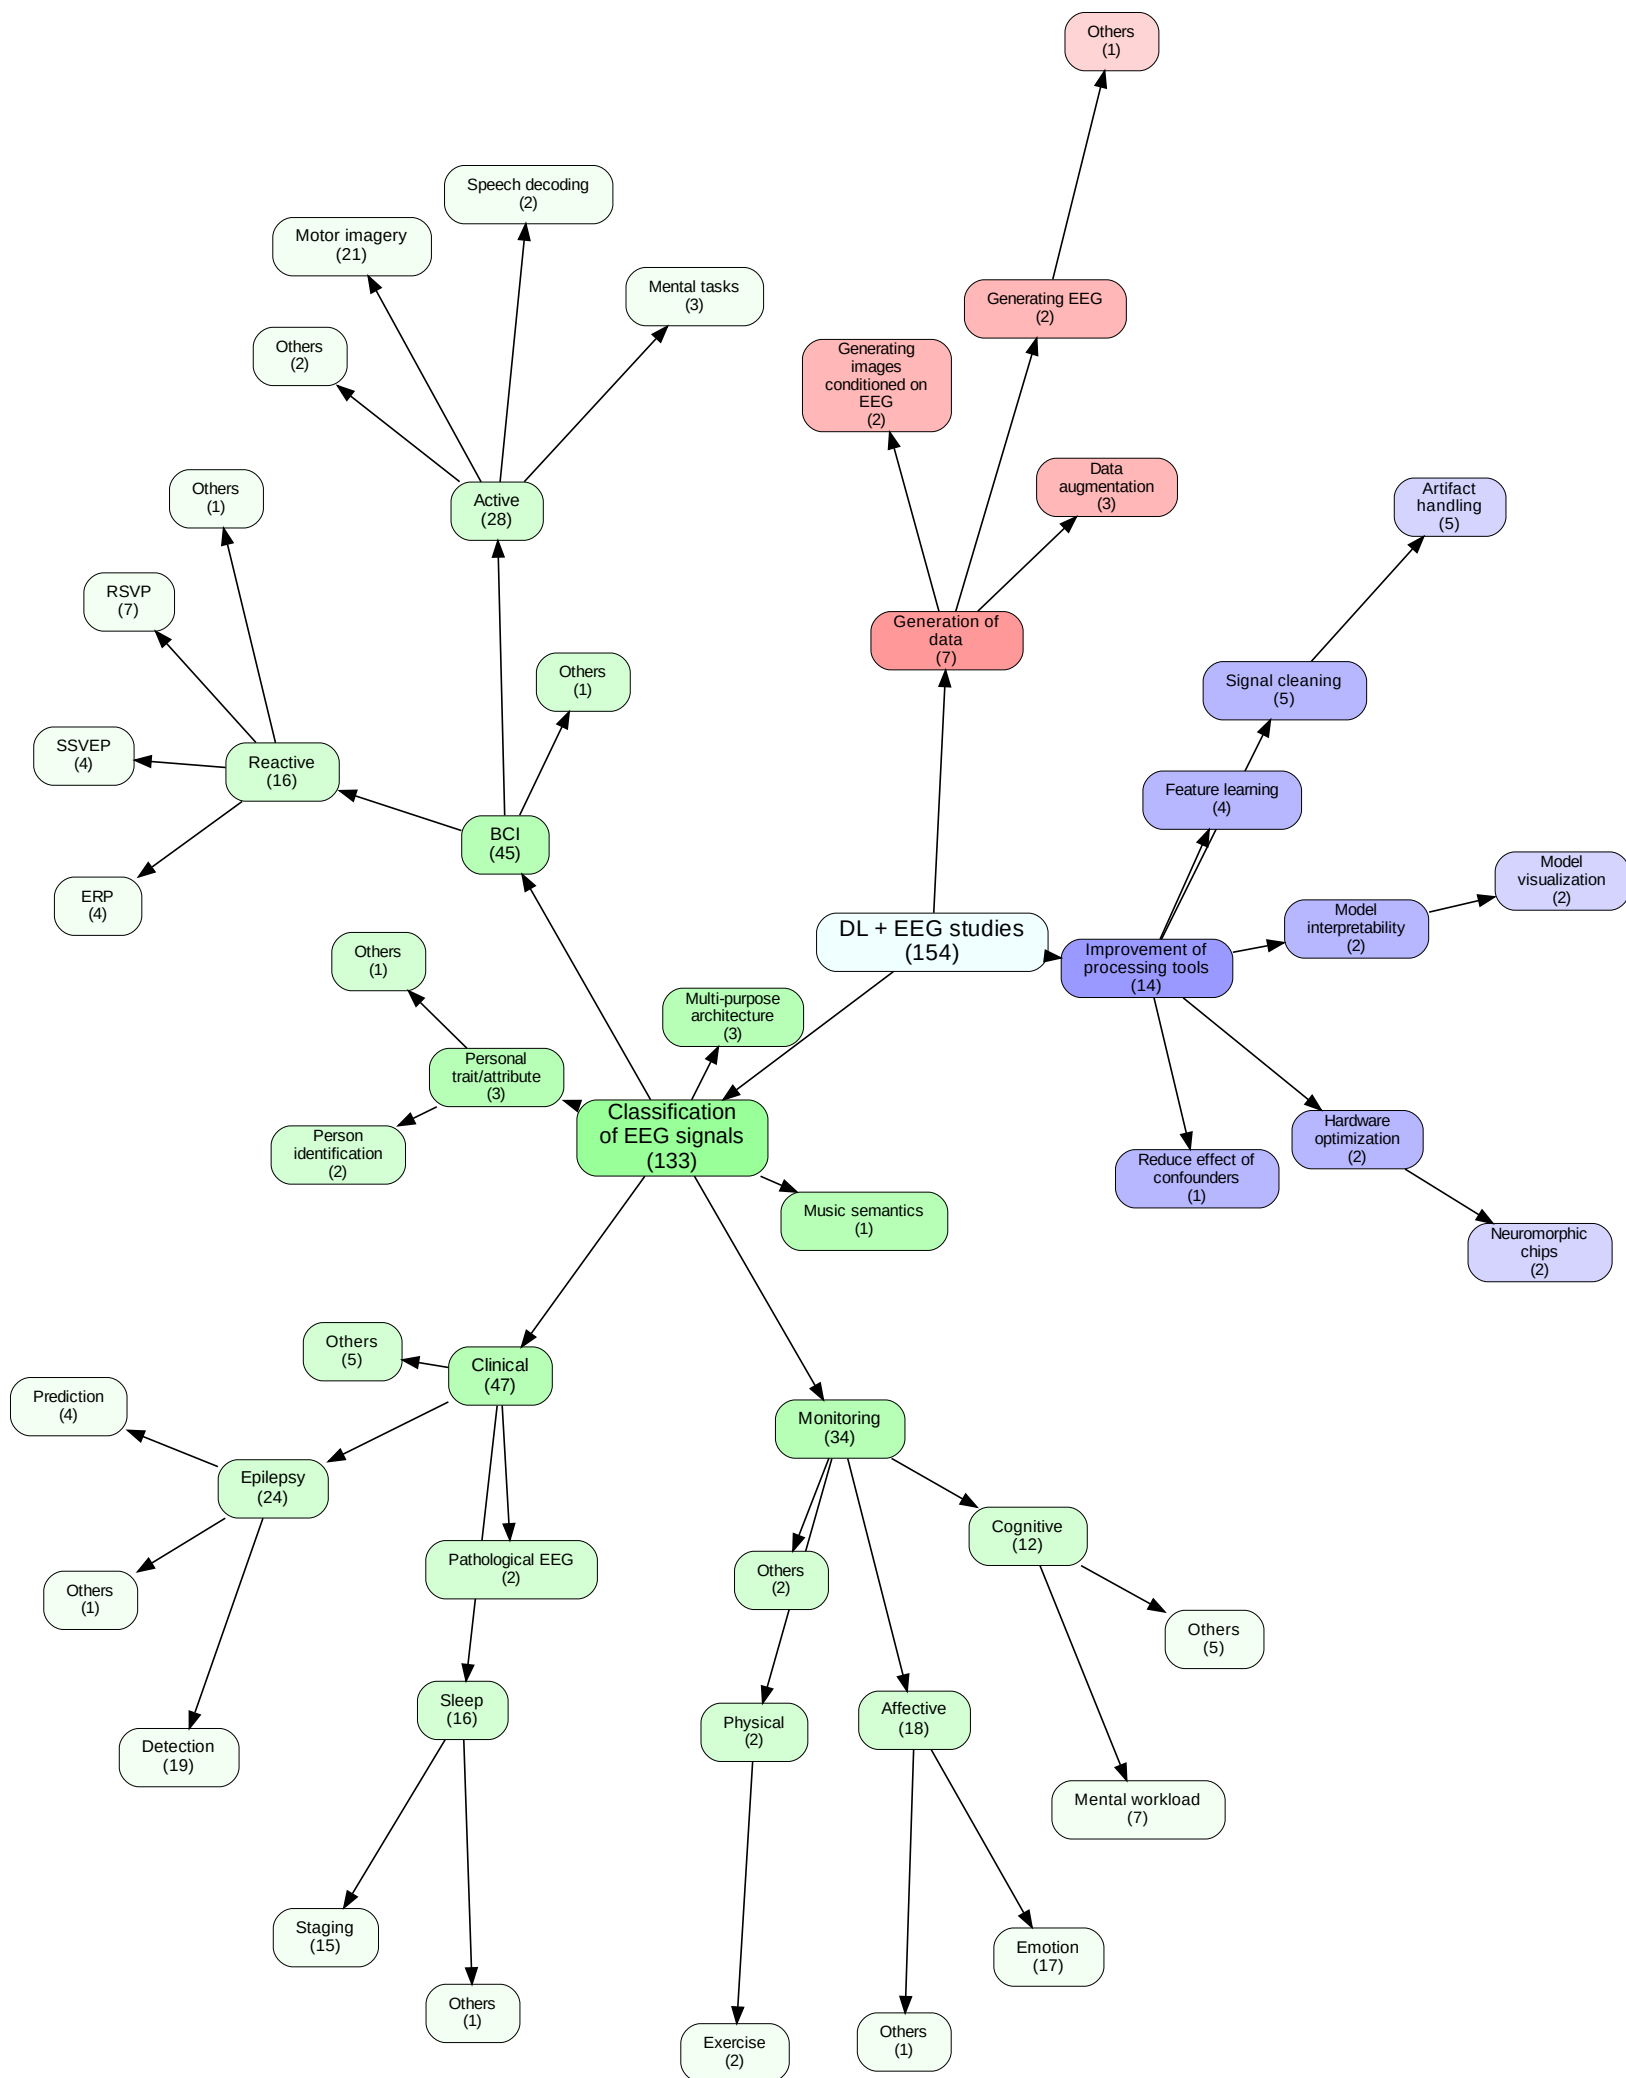 Others
(1)
Speech decoding
(2)
Motor imagery
(21)
Mental tasks
(3)
Generating EEG
(2)
Others
(2)
Generating
images
conditioned on
EEG
(2)
Data
augmentation
(3)
Others
(1)
Active
(28)
Artifact
handling
(5)
RSVP
(7)
Generation of
data
(7)
Others
(1)
Signal cleaning
(5)
SSVEP
(4)
Reactive
(16)
Feature learning
(4)
BCI
(45)
ERP
(4)
Model
visualization
(2)
Model
interpretability
(2)
DL + EEG studies
(154)
Improvement of
processing tools
(14)
Others
(1)
Multi-purpose
architecture
(3)
Personal
trait/attribute
(3)
Classification
of EEG signals
(133)
Person
identification
(2)
Hardware
optimization
(2)
Reduce effect of
confounders
(1)
Music semantics
(1)
Neuromorphic
chips
(2)
Others
(5)
Clinical
(47)
Prediction
(4)
Monitoring
(34)
Epilepsy
(24)
Cognitive
(12)
Pathological EEG
(2)
Others
(2)
Others
(1)
Others
(5)
Sleep
(16)
Physical
(2)
Affective
(18)
Detection
(19)
Mental workload
(7)
Staging
(15)
Emotion
(17)
Others
(1)
Exercise
(2)
Others
(1)